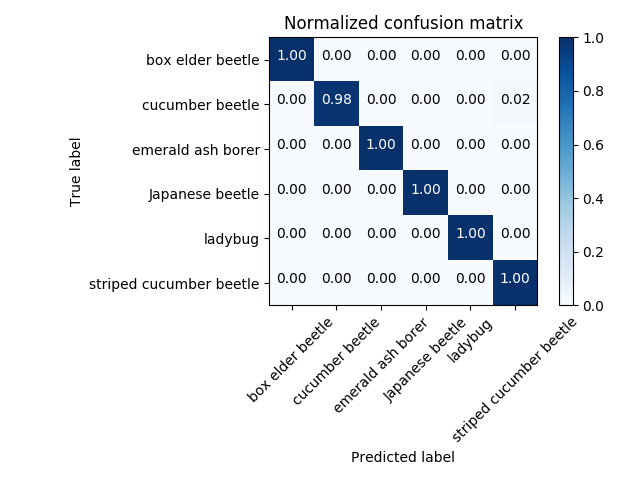 Normalized confusion matrix
True label
box elder beetle 1.00 0.00 0.00 0.00 0.00 0.00
cucumber beetle 0.00 0.98 0.00 0.00 0.00 0.02
emerald ash borer 0.00 0.00 1.00 0.00 0.00 0.00
Japanese beetle 0.00 0.00 0.00 1.00 0.00 0.00
ladybug 0.00 0.00 0.00 0.00 1.00 0.00
striped cucumber beetle 0.00 0.00 0.00 0.00 0.00 1.00
box elder beetle
cucumber beetle
emerald ash borer
Japanese beetle
ladybug
striped cucumber beetle
Predicted label
1.0
0.8
0.6
0.4
0.2
0.0